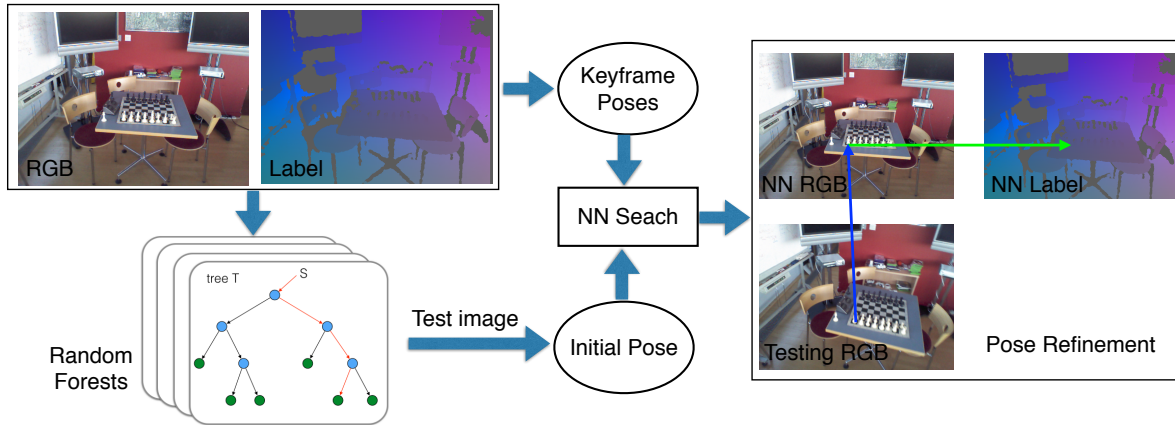 RGB
Label
Keyframe
Poses
NN Seach
tree T
S
Random
Forests
Test image
Initial Pose
NN RGB
NN Label
Testing RGB
Pose Refinement